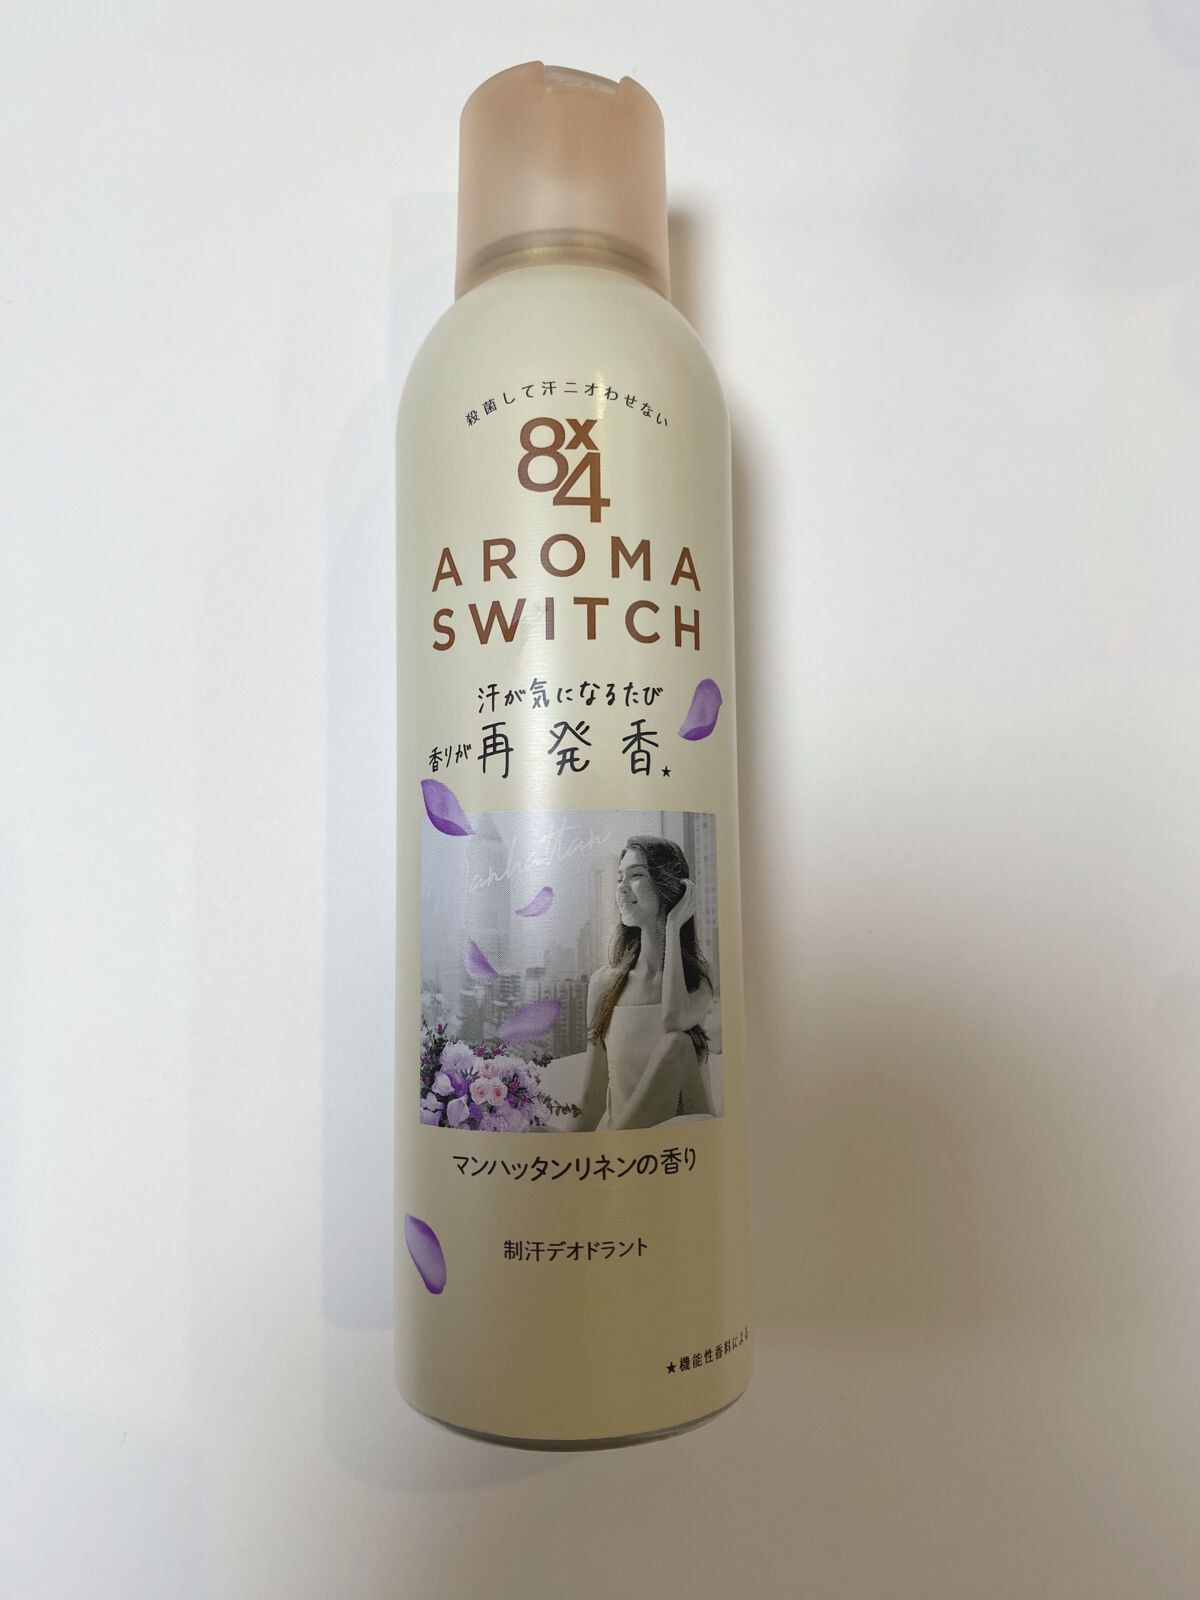 殺菌して汗ニオわせない
8x4
AROMA
SWITCH
汗が気になるたび
香りが再発香★
Manhattan
マンハッタンリネンの香り
制汗デオドラント
★機能性香料による